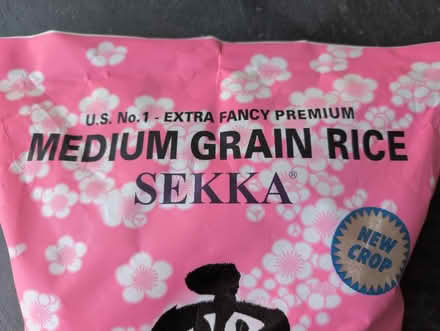 U.S. No.1 - EXTRA FANCY PREMIUM
MEDIUM GRAIN RICE
SEKKA®
NEW
CROP